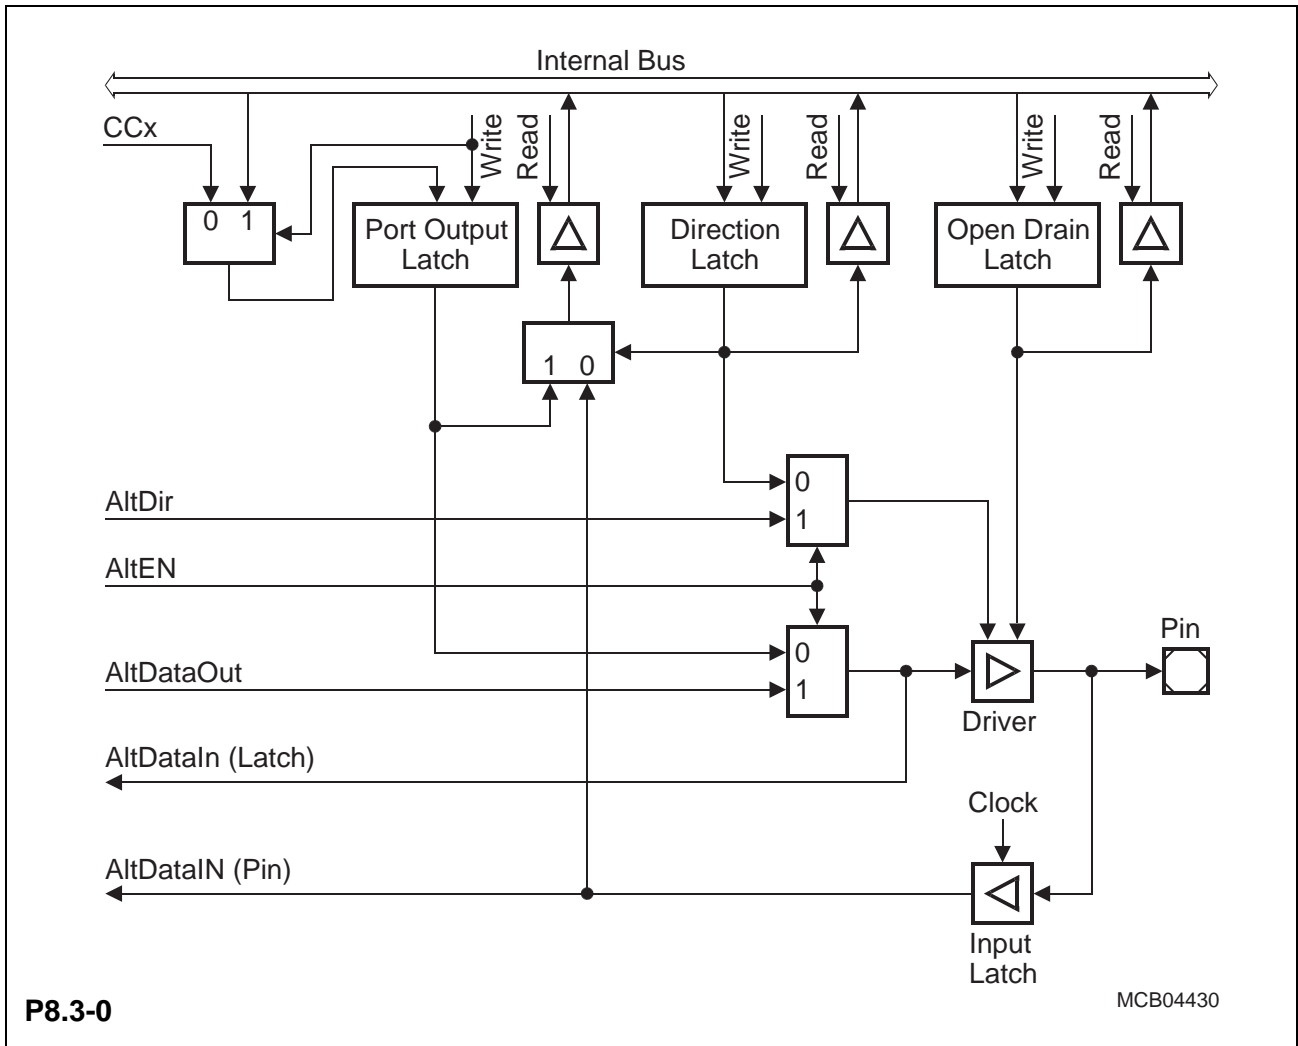 Internal Bus
CCx
Write
Read
Write
Read
Write
Read
0 1
Port Output
Latch
Direction
Latch
Open Drain
Latch
1 0
AltDir
0
1
AltEN
Pin
AltDataOut
0
1
Driver
AltDataIn (Latch)
Clock
AltDataIN (Pin)
Input
Latch
P8.3-0
MCB04430